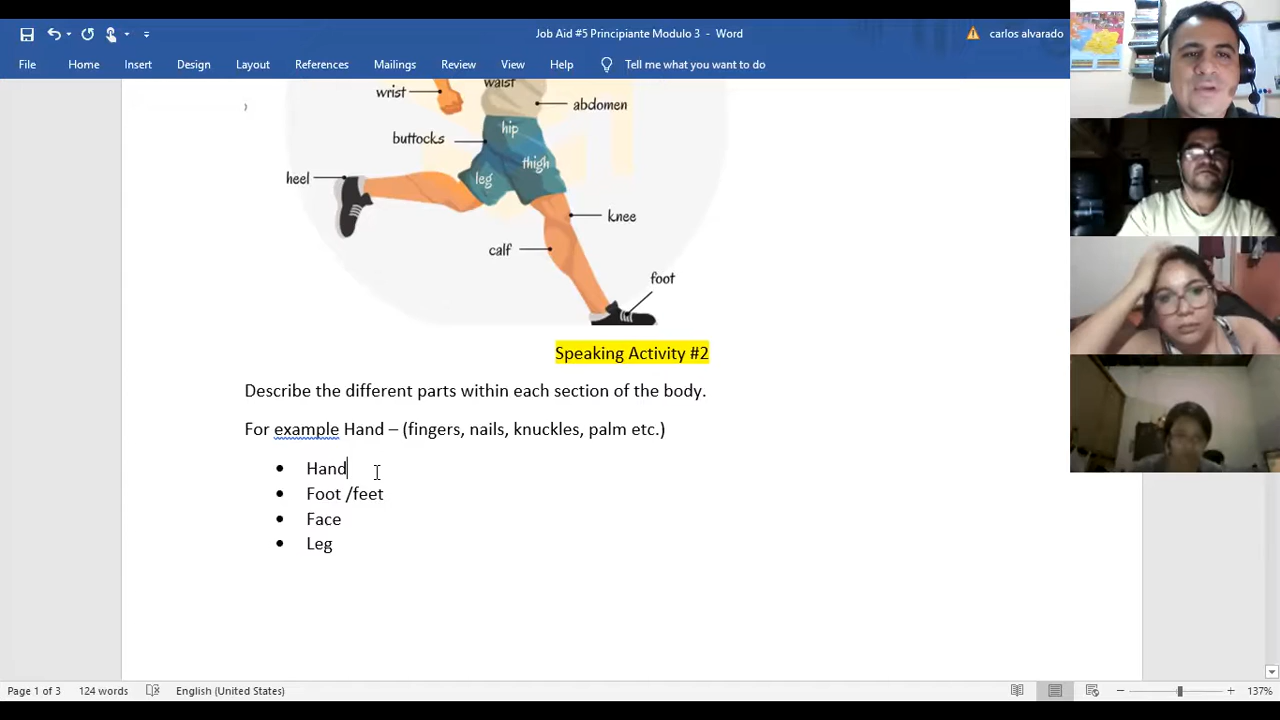 Job Aid #5 Principiante Modulo 3 - Word
carlos alvarado
File Home Insert Design Layout References Mailings Review View Help Tell me what you want to do
waist
wrist
abdomen
hip
buttocks
thigh
heel
leg
knee
calf
foot
Speaking Activity #2
Describe the different parts within each section of the body.
For example Hand – (fingers, nails, knuckles, palm etc.)
• Hand
• Foot /feet
• Face
• Leg
Page 1 of 3 124 words English (United States) 137%